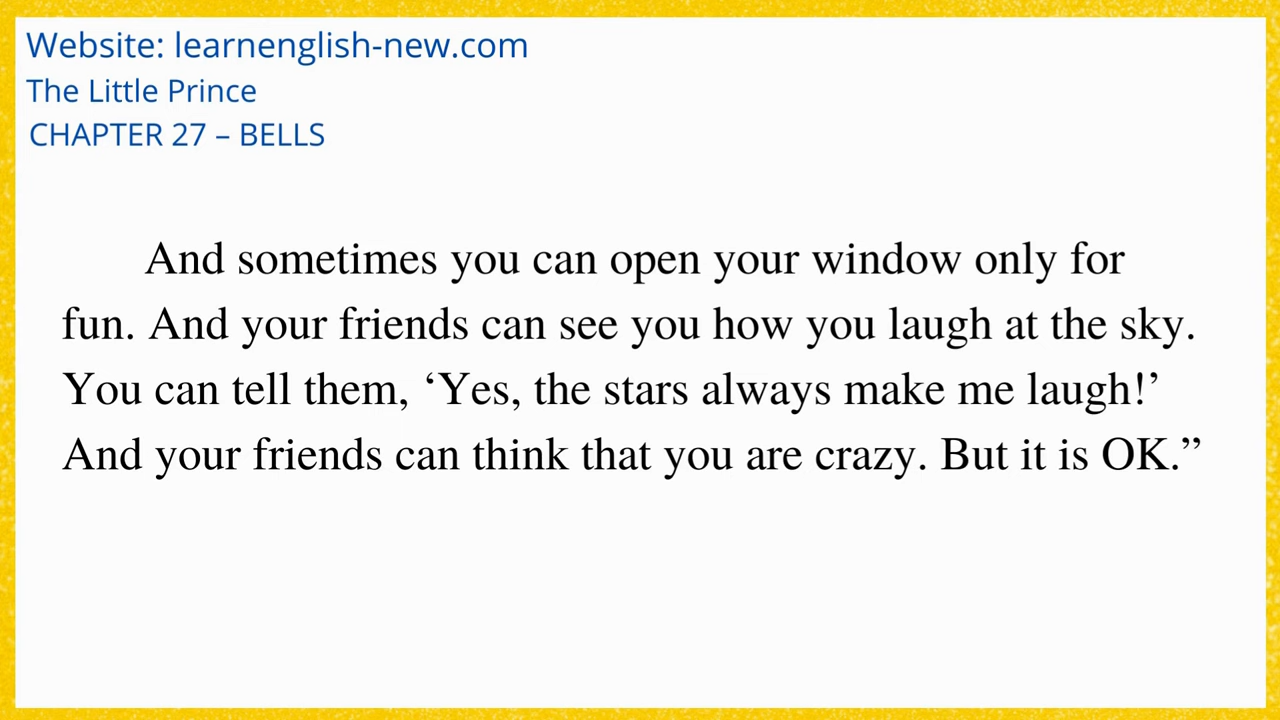 Website: learnenglish-new.com
The Little Prince
CHAPTER 27 – BELLS
And sometimes you can open your window only for
fun. And your friends can see you how you laugh at the sky.
You can tell them, ‘Yes, the stars always make me laugh!’
And your friends can think that you are crazy. But it is OK.”